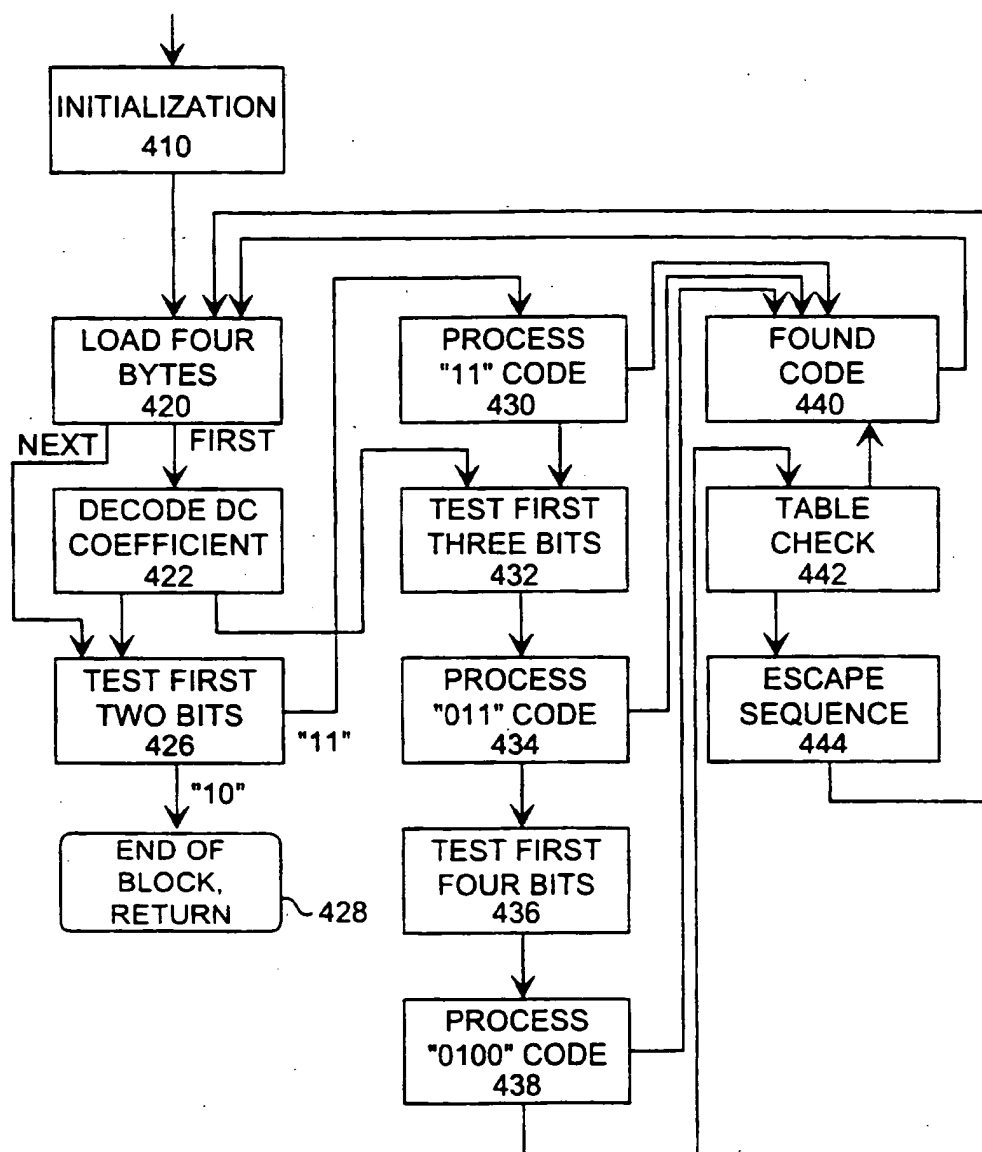 INITIALIZATION
410
LOAD FOUR
BYTES
420
NEXT
FIRST
DECODE DC
COEFFICIENT
422
TEST FIRST
TWO BITS
426
"11"
"10"
END OF
BLOCK,
RETURN
428
PROCESS
"11" CODE
430
TEST FIRST
THREE BITS
432
PROCESS
"011" CODE
434
TEST FIRST
FOUR BITS
436
PROCESS
"0100" CODE
438
FOUND
CODE
440
TABLE
CHECK
442
ESCAPE
SEQUENCE
444